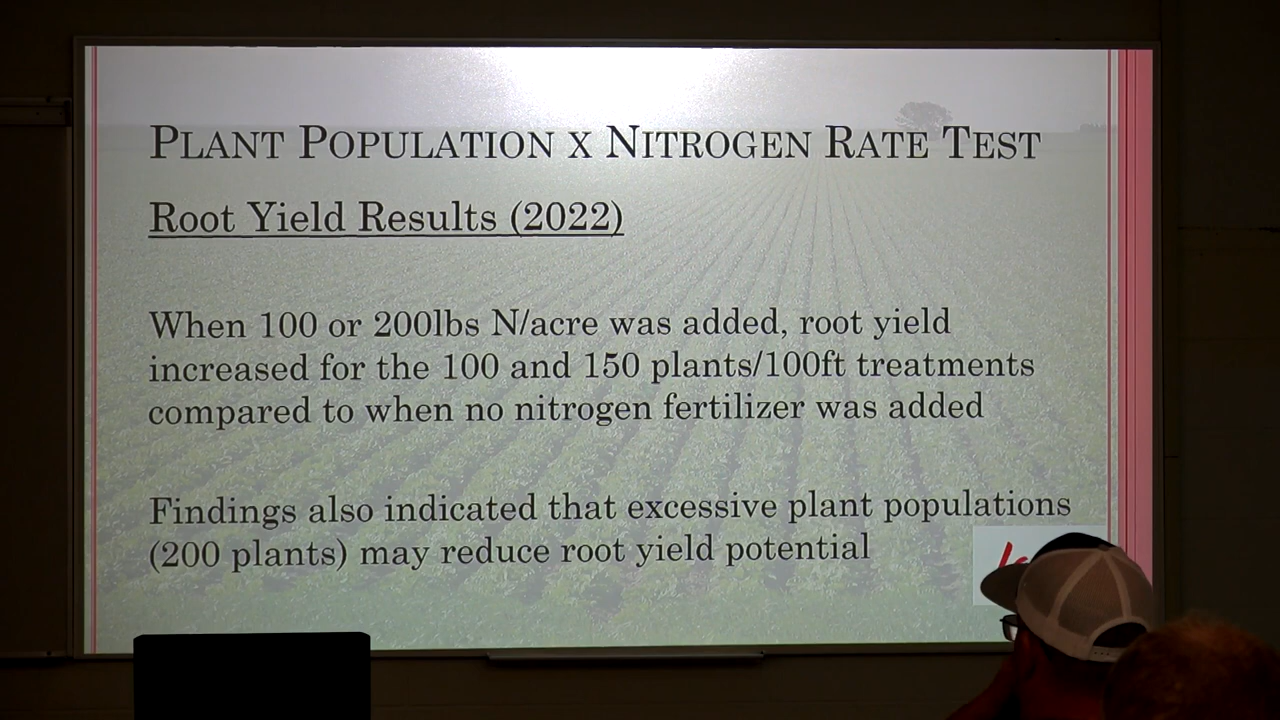 PLANT POPULATION X NITROGEN RATE TEST
Root Yield Results (2022)
When 100 or 200lbs N/acre was added, root yield
increased for the 100 and 150 plants/100ft treatments
compared to when no nitrogen fertilizer was added
Findings also indicated that excessive plant populations
(200 plants) may reduce root yield potential